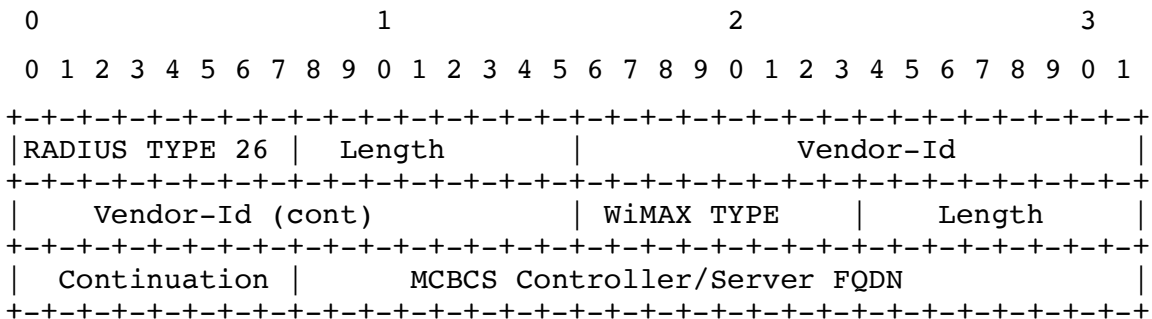 0                   1                   2                   3
0 1 2 3 4 5 6 7 8 9 0 1 2 3 4 5 6 7 8 9 0 1 2 3 4 5 6 7 8 9 0 1
+-+-+-+-+-+-+-+-+-+-+-+-+-+-+-+-+-+-+-+-+-+-+-+-+-+-+-+-+-+-+-+-+
|RADIUS TYPE 26 |  Length       |            Vendor-Id          |
+-+-+-+-+-+-+-+-+-+-+-+-+-+-+-+-+-+-+-+-+-+-+-+-+-+-+-+-+-+-+-+-+
|    Vendor-Id (cont)           | WiMAX TYPE    |    Length     |
+-+-+-+-+-+-+-+-+-+-+-+-+-+-+-+-+-+-+-+-+-+-+-+-+-+-+-+-+-+-+-+-+
|  Continuation |      MCBCS Controller/Server FQDN             |
+-+-+-+-+-+-+-+-+-+-+-+-+-+-+-+-+-+-+-+-+-+-+-+-+-+-+-+-+-+-+-+-+